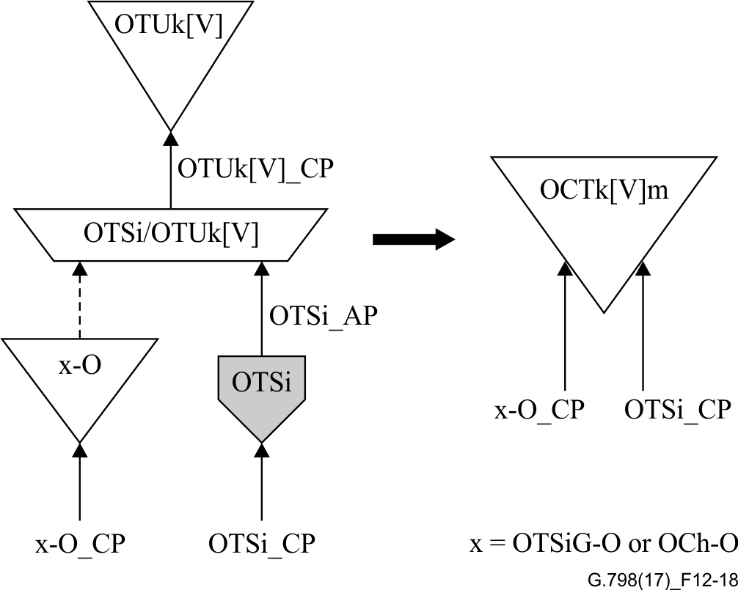 OTUk[V]
OTUk[V]_CP
OTSi/OTUk[V]
OTSi_AP
x-O
OTSi
x-O_CP
OTSi_CP
OCTk[V]m
x-O_CP
OTSi_CP
x = OTSiG-O or OCh-O
G.798(17)_F12-18